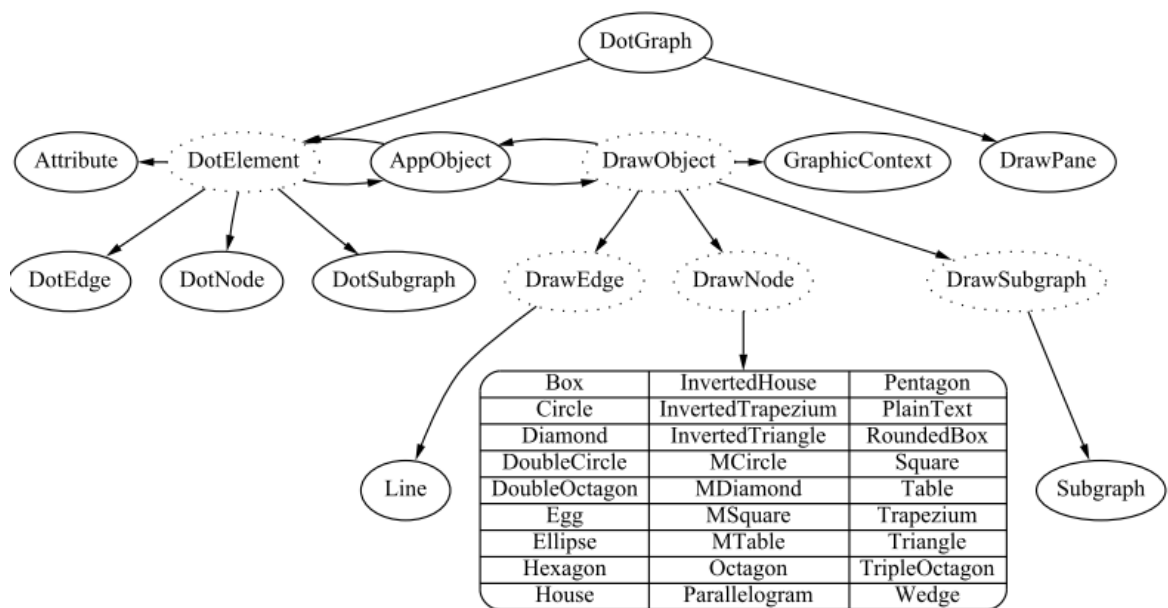 DotGraph
Attribute
DotElement
AppObject
DrawObject
GraphicContext
DrawPane
DotEdge
DotNode
DotSubgraph
DrawEdge
DrawNode
DrawSubgraph
Box InvertedHouse Pentagon
Circle InvertedTrapezium PlainText
Diamond InvertedTriangle RoundedBox
DoubleCircle MCircle Square
DoubleOctagon MDiamond Table
Egg MSquare Trapezium
Ellipse MTable Triangle
Hexagon Octagon TripleOctagon
House Parallelogram Wedge
Line
Subgraph